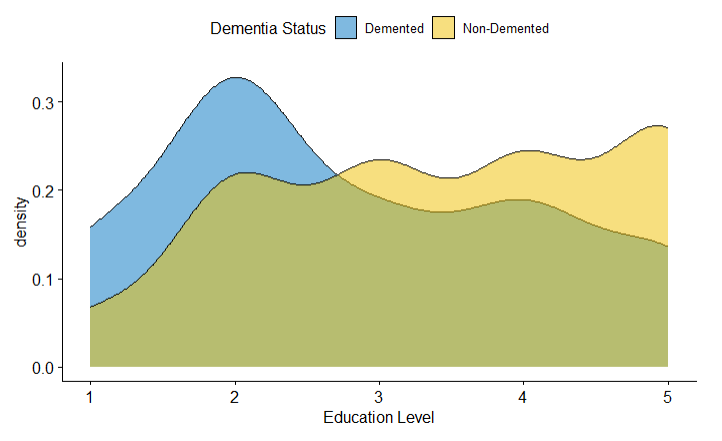 Dementia Status Demented Non-Demented
density
0.3
0.2
0.1
0.0
1 2 3 4 5
Education Level